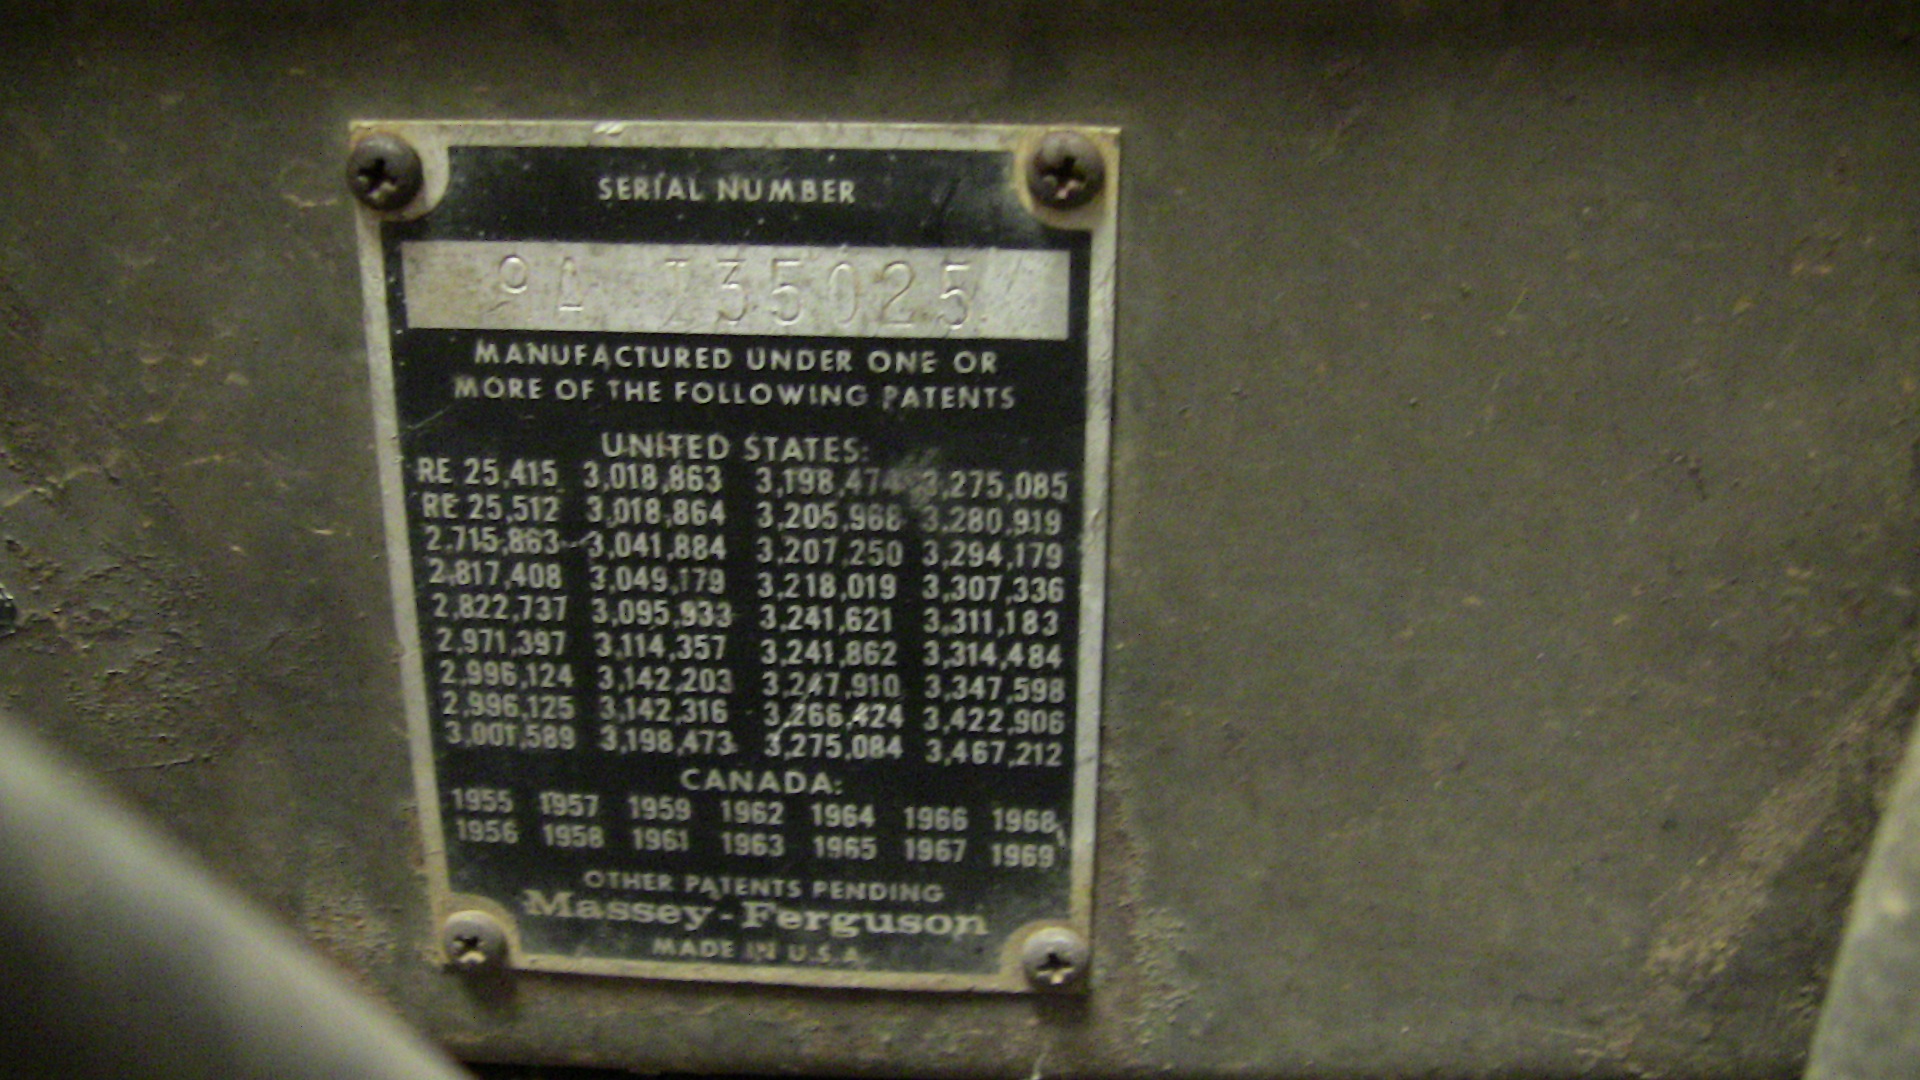 SERIAL NUMBER
9A 135025
MANUFACTURED UNDER ONE OR
MORE OF THE FOLLOWING PATENTS
UNITED STATES:
RE 25,415 3,018,863 3,198,474 3,275,085
RE 25,512 3,018,864 3,205,968 3,280,919
2,715,863 3,041,884 3,207,250 3,294,179
2,817,408 3,049,179 3,218,019 3,307,336
2,822,737 3,095,933 3,241,621 3,311,183
2,971,397 3,114,357 3,241,862 3,314,484
2,996,124 3,142,203 3,247,910 3,347,598
2,996,125 3,142,316 3,266,424 3,422,906
3,001,589 3,198,473 3,275,084 3,467,212
CANADA:
1955 1957 1959 1962 1964 1966 1968
1956 1958 1961 1963 1965 1967 1969
OTHER PATENTS PENDING
Massey-Ferguson
MADE IN U.S.A